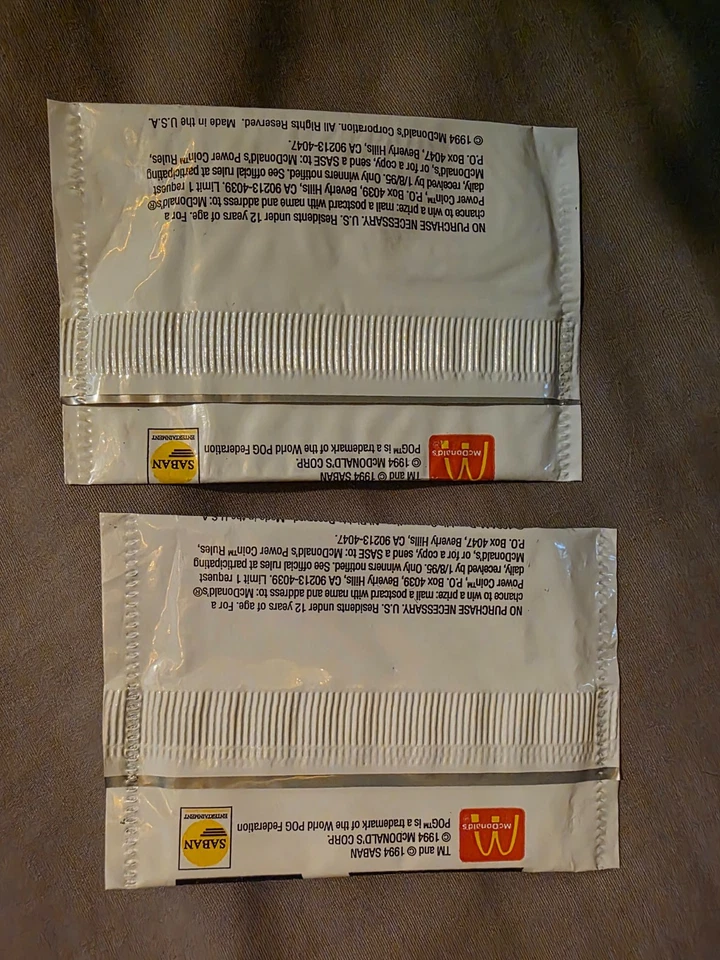 McDonald's®
TM and © 1994 SABAN
© 1994 McDONALD'S CORP.
POG™ is a trademark of the World POG Federation
SABAN
ENTERTAINMENT
NO PURCHASE NECESSARY. U.S. Residents under 12 years of age. For a
chance to win a prize: mail a postcard with name and address to: McDonald's®
Power Coin™, P.O. Box 4039, Beverly Hills, CA 90213-4039. Limit 1 request
daily, received by 1/8/95. Only winners notified. See official rules at participating
McDonald's, or for a copy, send a SASE to: McDonald's Power Coin™ Rules,
P.O. Box 4047, Beverly Hills, CA 90213-4047.
Made in the U.S.A.
McDonald's®
TM and © 1994 SABAN
© 1994 McDONALD'S CORP.
POG™ is a trademark of the World POG Federation
SABAN
ENTERTAINMENT
NO PURCHASE NECESSARY. U.S. Residents under 12 years of age. For a
chance to win a prize: mail a postcard with name and address to: McDonald's®
Power Coin™, P.O. Box 4039, Beverly Hills, CA 90213-4039. Limit 1 request
daily, received by 1/8/95. Only winners notified. See official rules at participating
McDonald's, or for a copy, send a SASE to: McDonald's Power Coin™ Rules,
P.O. Box 4047, Beverly Hills, CA 90213-4047.
© 1994 McDonald's Corporation. All Rights Reserved. Made in the U.S.A.